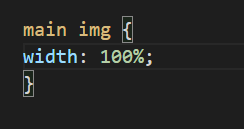 main img {
width: 100%;
}